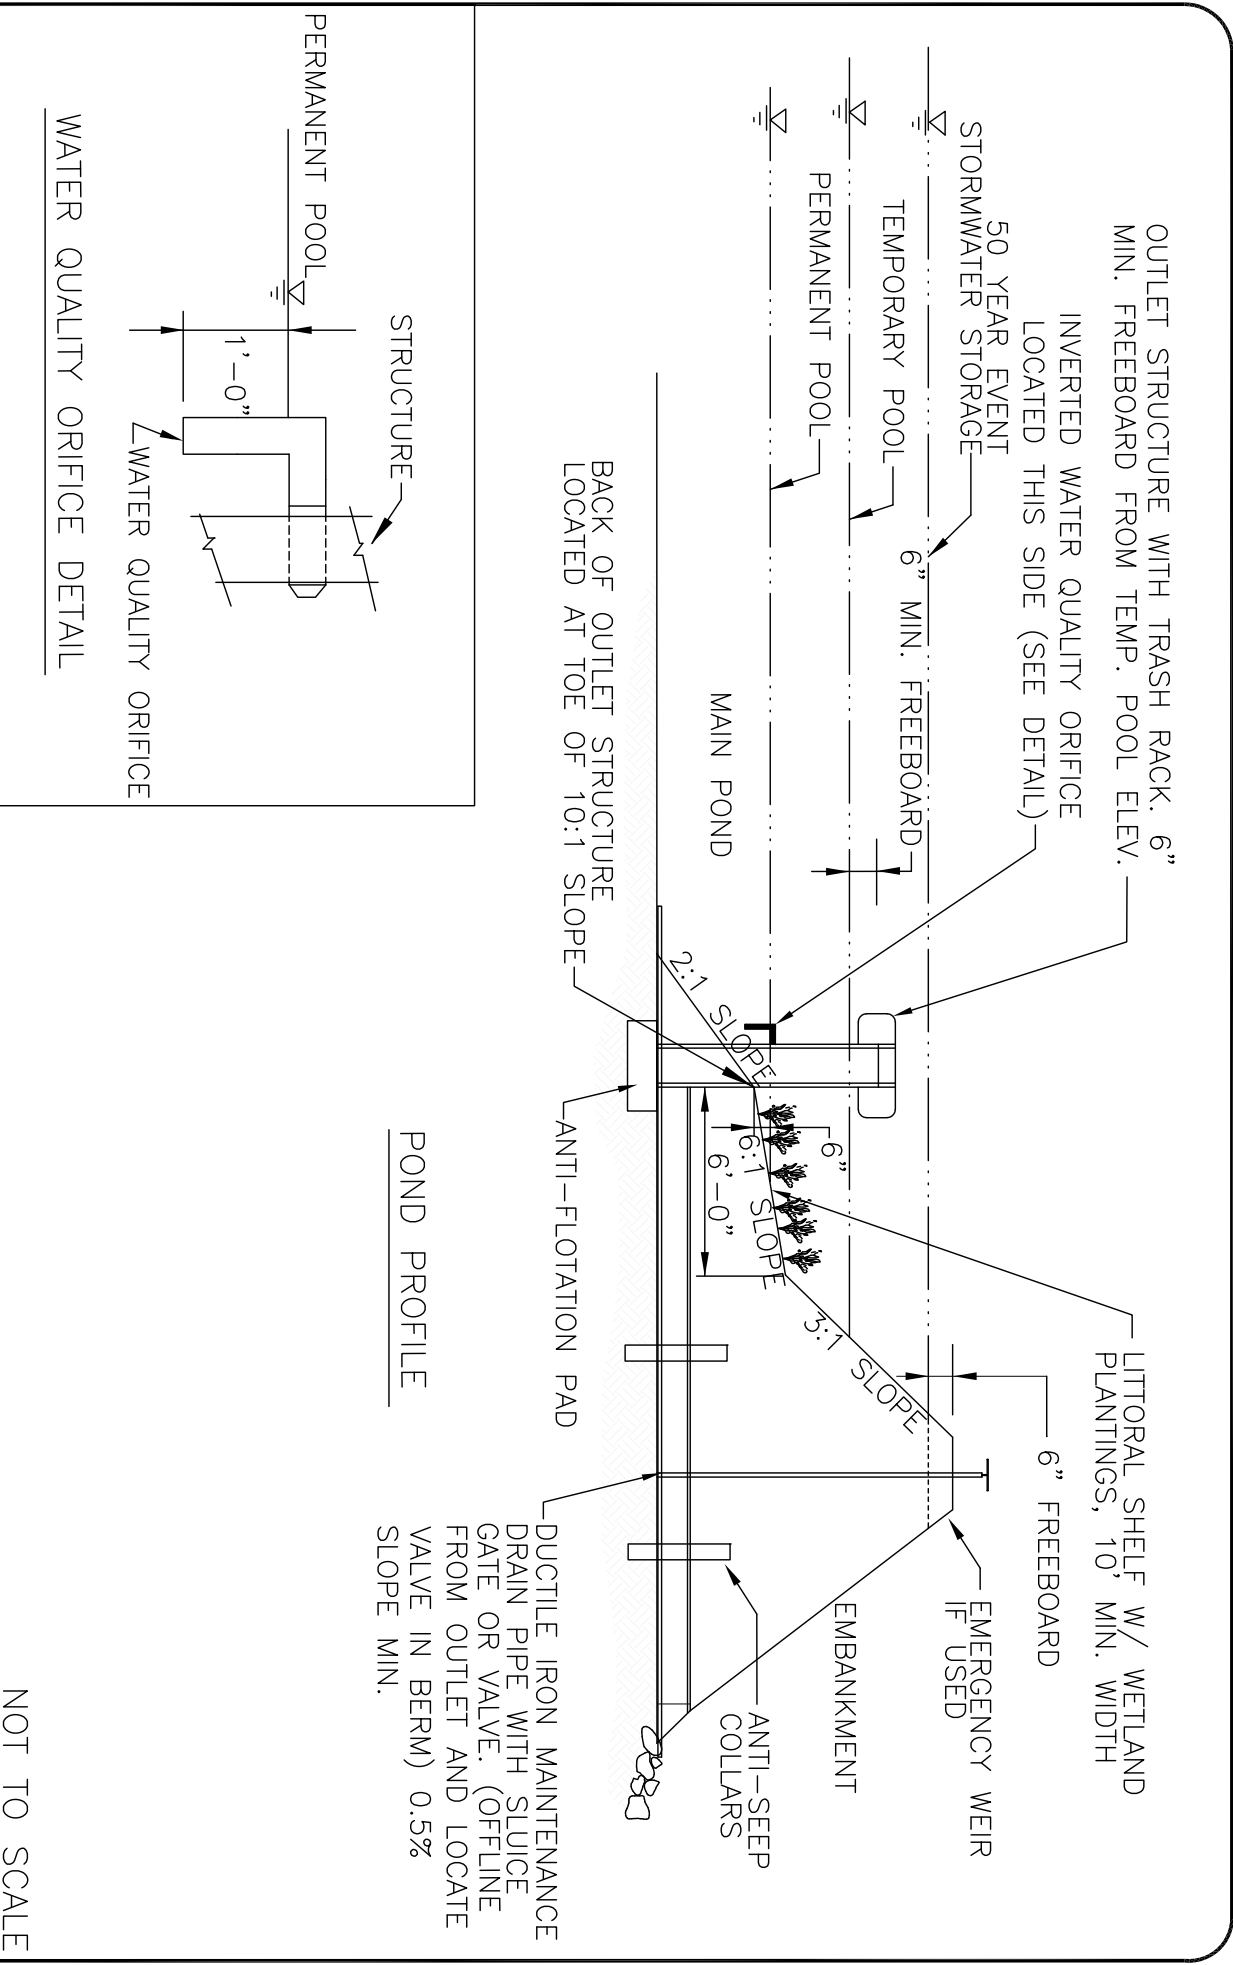 OUTLET STRUCTURE WITH TRASH RACK. 6"
MIN. FREEBOARD FROM TEMP. POOL ELEV.
INVERTED WATER QUALITY ORIFICE
LOCATED THIS SIDE (SEE DETAIL)
50 YEAR EVENT
STORMWATER STORAGE
TEMPORARY POOL
PERMANENT POOL
6" MIN. FREEBOARD
MAIN POND
BACK OF OUTLET STRUCTURE
LOCATED AT TOE OF 10:1 SLOPE
2:1 SLOPE
6"
6:1 SLOPE
6'-0"
3:1 SLOPE
LITTORAL SHELF W/ WETLAND
PLANTINGS, 10' MIN. WIDTH
6" FREEBOARD
EMERGENCY WEIR
IF USED
EMBANKMENT
ANTI-SEEP
COLLARS
ANTI-FLOTATION PAD
DUCTILE IRON MAINTENANCE
DRAIN PIPE WITH SLUICE
GATE OR VALVE. (OFFLINE
FROM OUTLET AND LOCATE
VALVE IN BERM) 0.5%
SLOPE MIN.
POND PROFILE
PERMANENT POOL
STRUCTURE
1'-0"
WATER QUALITY ORIFICE
WATER QUALITY ORIFICE DETAIL
NOT TO SCALE